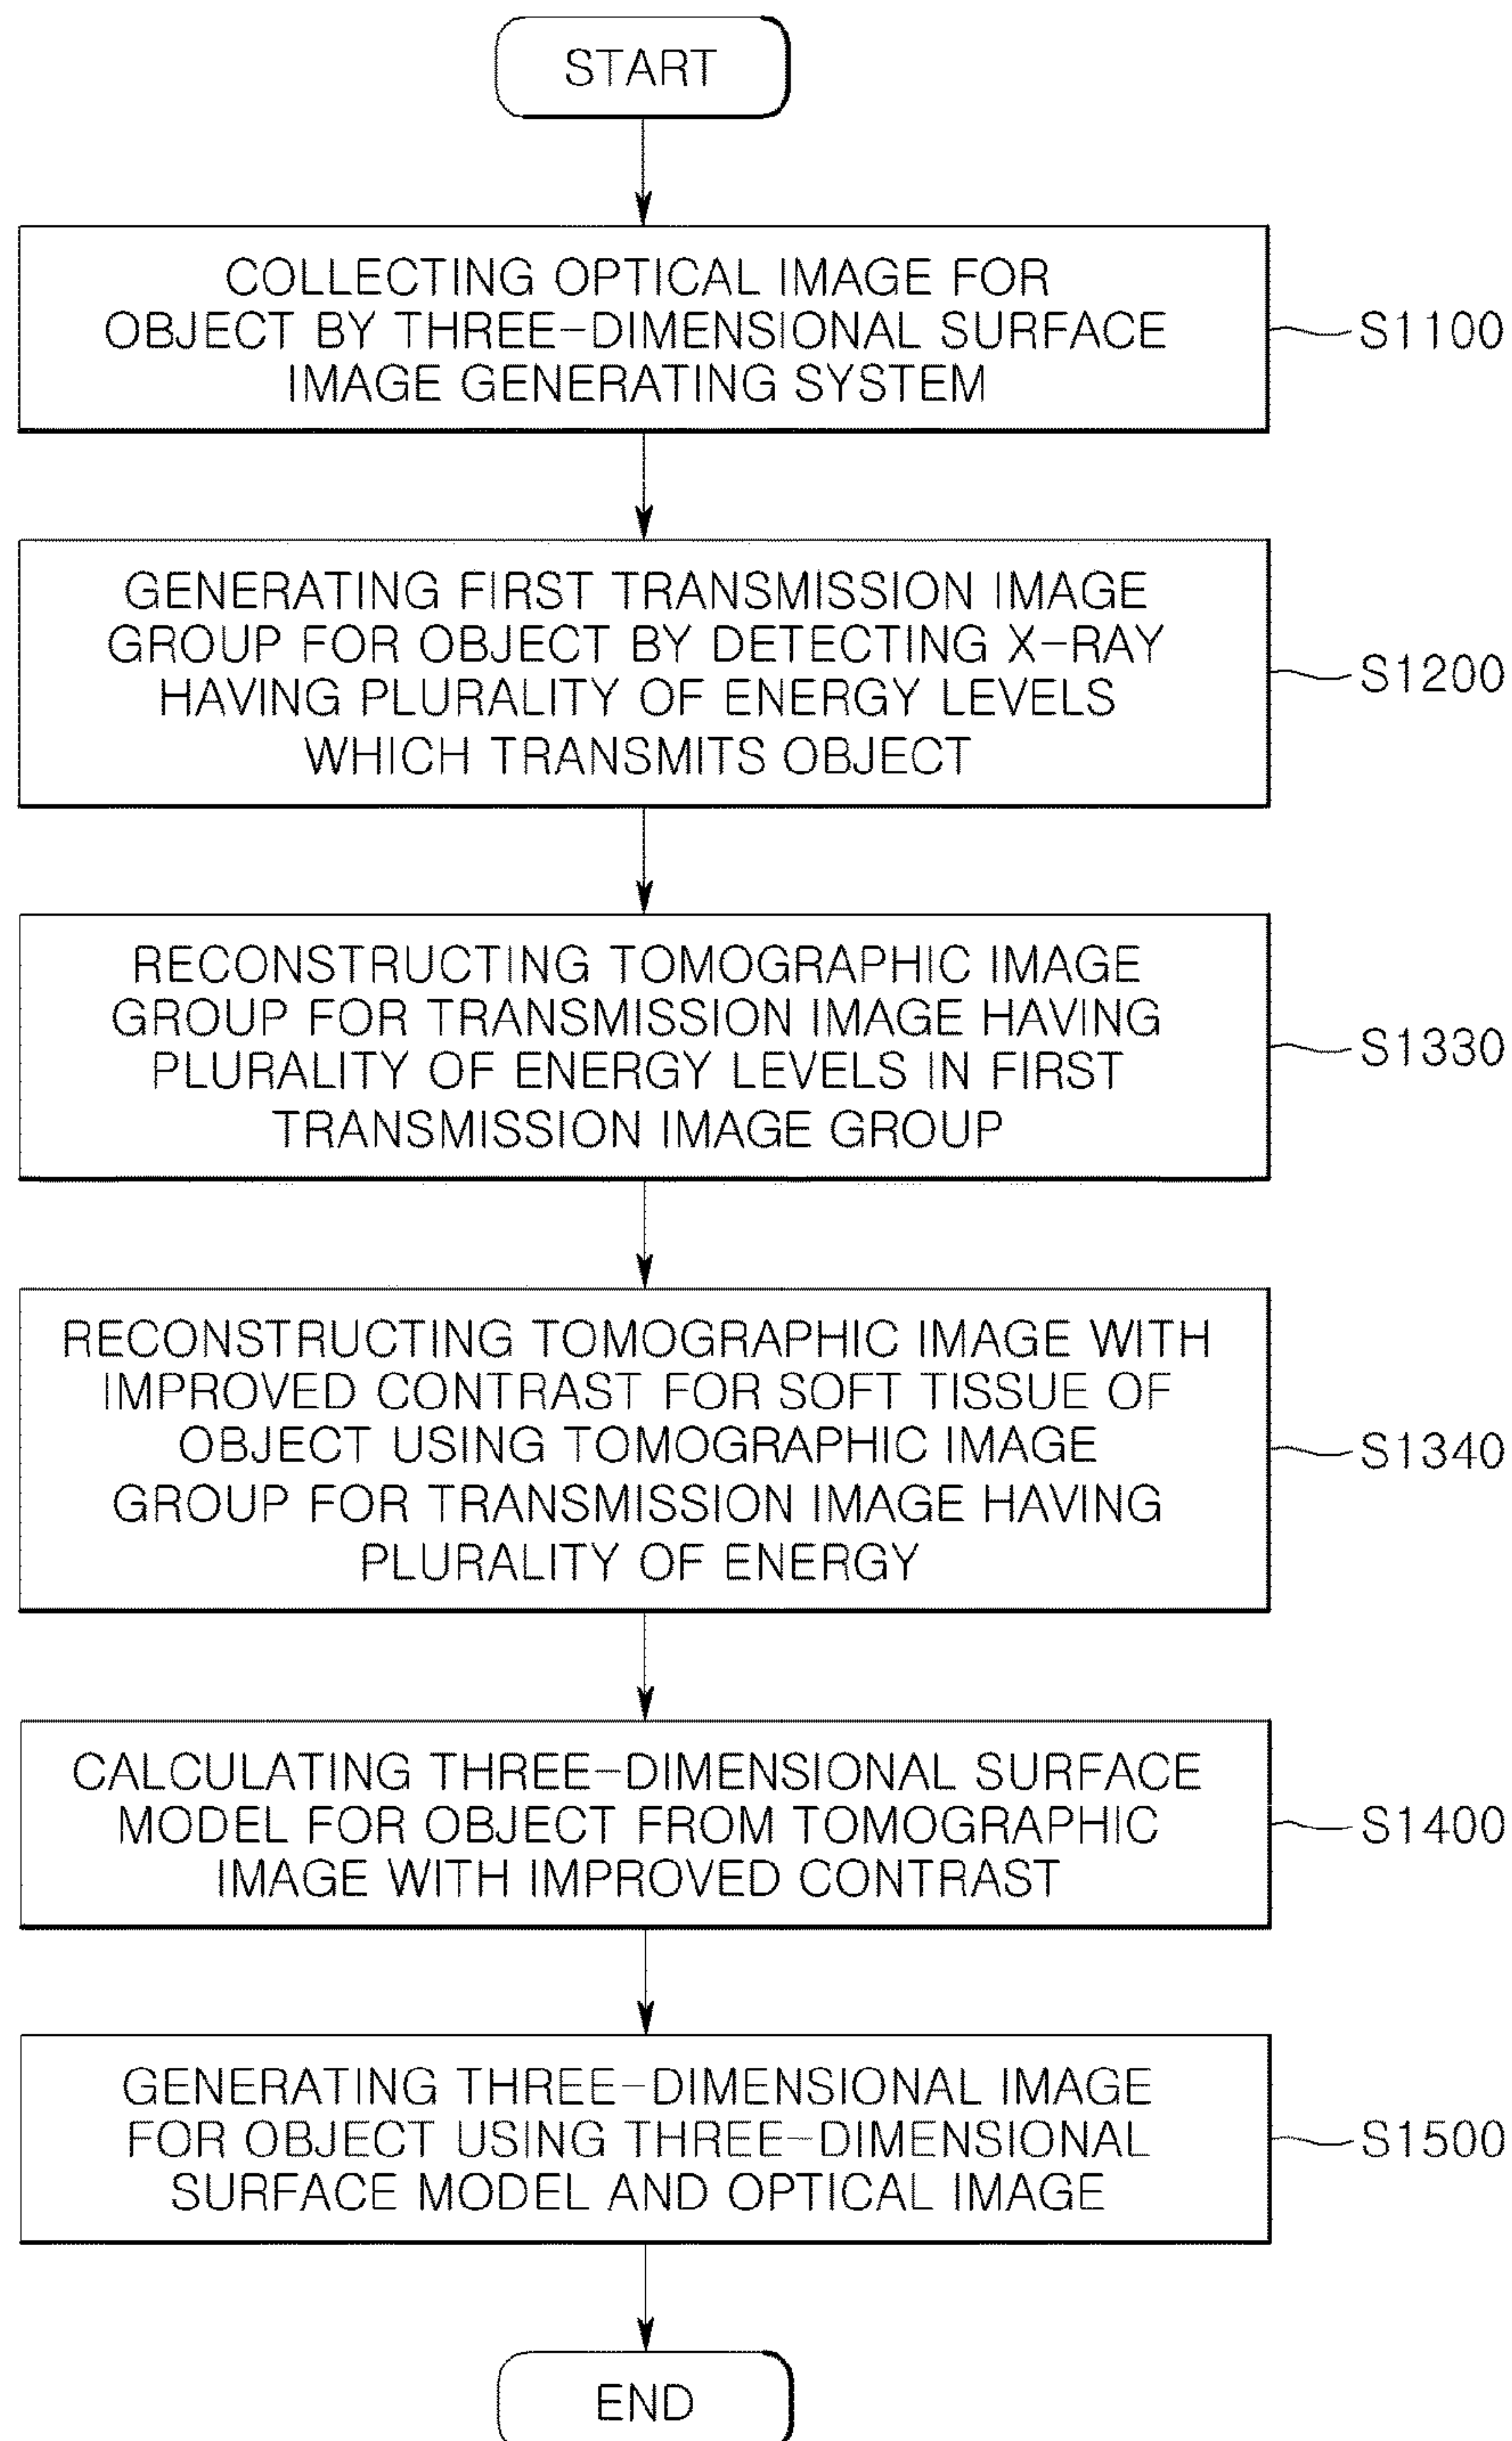 START
COLLECTING OPTICAL IMAGE FOR
OBJECT BY THREE-DIMENSIONAL SURFACE
IMAGE GENERATING SYSTEM
S1100
GENERATING FIRST TRANSMISSION IMAGE
GROUP FOR OBJECT BY DETECTING X-RAY
HAVING PLURALITY OF ENERGY LEVELS
WHICH TRANSMITS OBJECT
S1200
RECONSTRUCTING TOMOGRAPHIC IMAGE
GROUP FOR TRANSMISSION IMAGE HAVING
PLURALITY OF ENERGY LEVELS IN FIRST
TRANSMISSION IMAGE GROUP
S1330
RECONSTRUCTING TOMOGRAPHIC IMAGE WITH
IMPROVED CONTRAST FOR SOFT TISSUE OF
OBJECT USING TOMOGRAPHIC IMAGE
GROUP FOR TRANSMISSION IMAGE HAVING
PLURALITY OF ENERGY
S1340
CALCULATING THREE-DIMENSIONAL SURFACE
MODEL FOR OBJECT FROM TOMOGRAPHIC
IMAGE WITH IMPROVED CONTRAST
S1400
GENERATING THREE-DIMENSIONAL IMAGE
FOR OBJECT USING THREE-DIMENSIONAL
SURFACE MODEL AND OPTICAL IMAGE
S1500
END